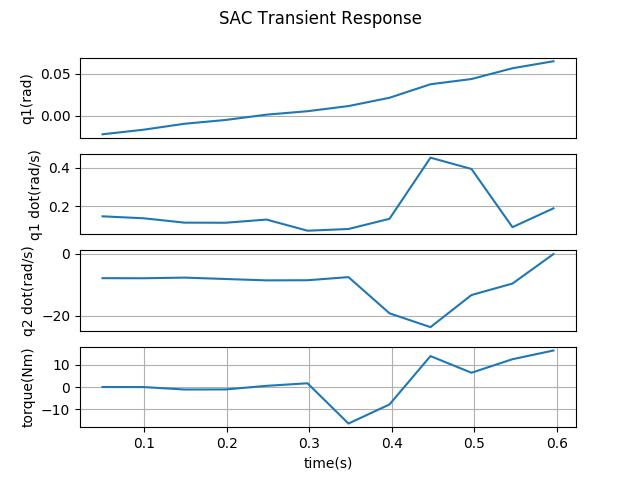 SAC Transient Response
q1(rad)
0.05
0.00
q1 dot(rad/s)
0.4
0.2
q2 dot(rad/s)
0
−20
torque(Nm)
10
0
−10
0.1 0.2 0.3 0.4 0.5 0.6
time(s)